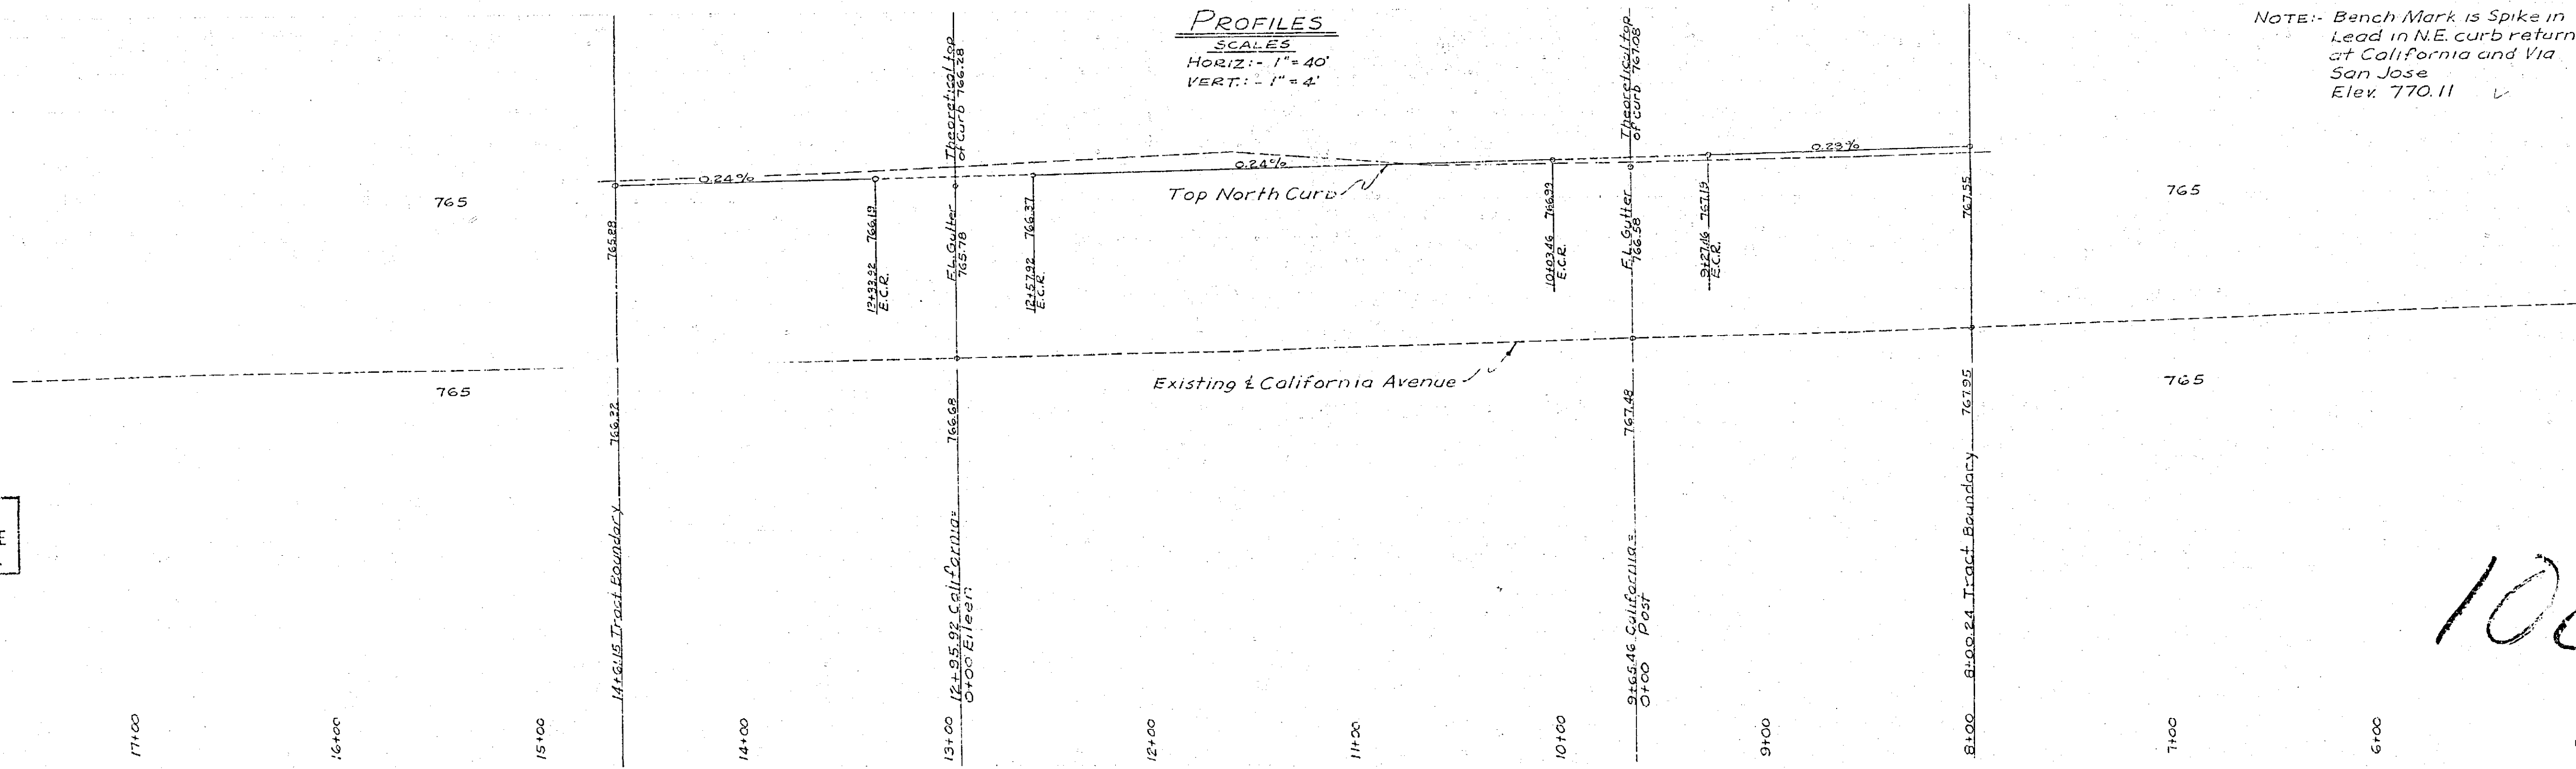 PROFILES
SCALES
HORIZ:- 1"=40'
VERT.:- 1"=4'
NOTE:- Bench Mark is Spike in
Lead in N.E. curb return
at California and Via
San Jose
Elev. 770.11
Theoretical top
of curb 766.28
Theoretical top
of curb 767.08
0.24%
0.24%
0.23%
Top North Curb
765
765
765.88
13+33.92 766.19
E.C.R.
F.L. Gutter
765.78
12+57.92 766.37
E.C.R.
10+03.46 766.99
E.C.R.
F.L. Gutter
766.58
9+27.46 767.19
E.C.R.
767.55
Existing ℄ California Avenue
765
765
766.32
766.68
767.48
767.95
14+61.15 Tract Boundary
12+95.92 California=
0+00 Eileen
9+65.46 California=
0+00 Post
8+00.24 Tract Boundary
17+00
16+00
15+00
14+00
13+00
12+00
11+00
10+00
9+00
8+00
7+00
6+00